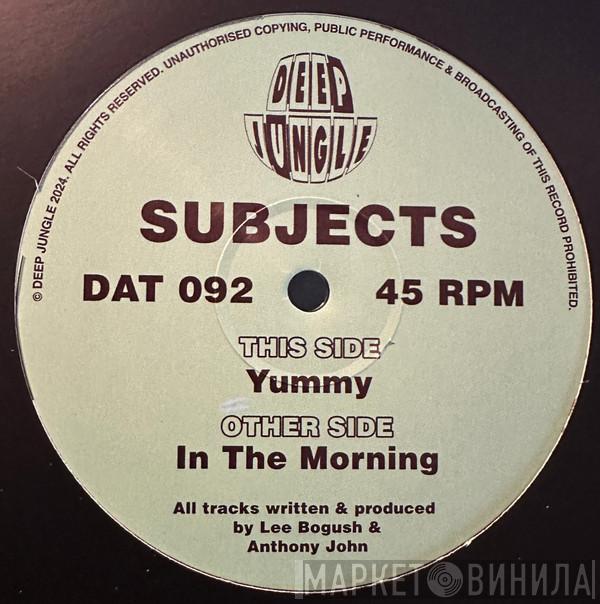 © DEEP JUNGLE 2024. ALL RIGHTS RESERVED. UNAUTHORISED COPYING, PUBLIC PERFORMANCE & BROADCASTING OF THIS RECORD PROHIBITED.
DEEP
JUNGLE
SUBJECTS
DAT 092
45 RPM
THIS SIDE
Yummy
OTHER SIDE
In The Morning
All tracks written & produced
by Lee Bogush &
Anthony John
МАРКЕТ ВИНИЛА